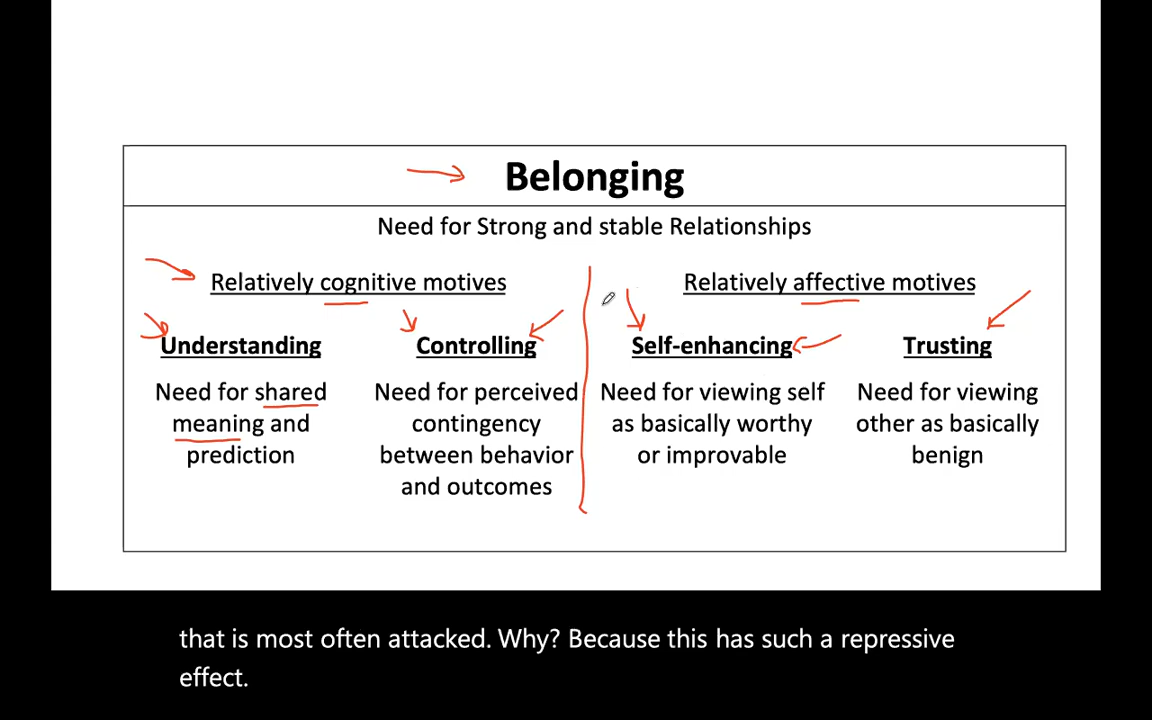 Belonging
Need for Strong and stable Relationships
Relatively cognitive motives
Relatively affective motives
Understanding
Controlling
Self-enhancing
Trusting
Need for shared
meaning and
prediction
Need for perceived
contingency
between behavior
and outcomes
Need for viewing self
as basically worthy
or improvable
Need for viewing
other as basically
benign
that is most often attacked. Why? Because this has such a repressive
effect.